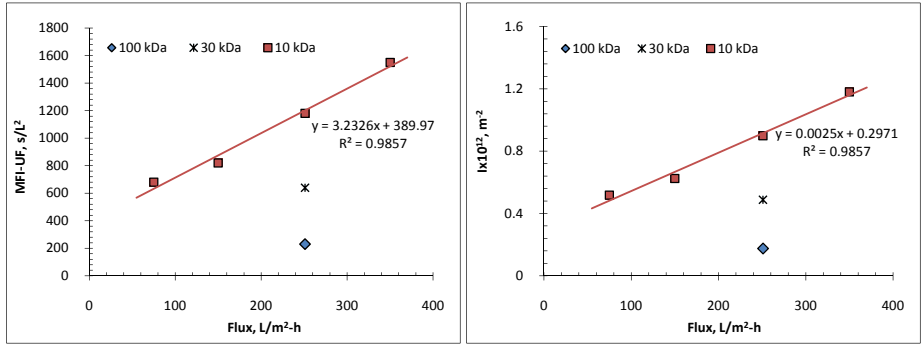 100 kDa 30 kDa 10 kDa
MFI-UF, s/L²
1800
1600
1400
1200
1000
800
600
400
200
0
y = 3.2326x + 389.97
R² = 0.9857
0 100 200 300 400
Flux, L/m²-h
100 kDa 30 kDa 10 kDa
Ix10¹², m⁻²
1.6
1.2
0.8
0.4
0.0
y = 0.0025x + 0.2971
R² = 0.9857
0 100 200 300 400
Flux, L/m²-h